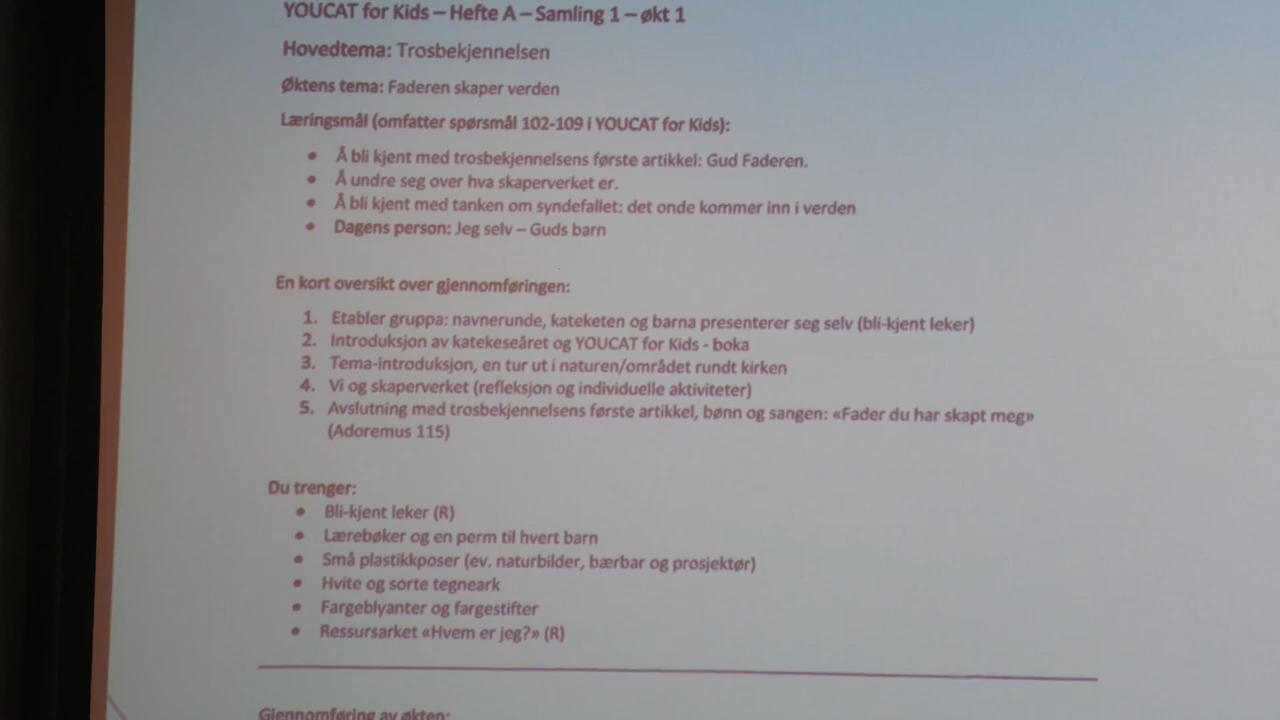 YOUCAT for Kids – Hefte A – Samling 1 – økt 1
Hovedtema: Trosbekjennelsen
Øktens tema: Faderen skaper verden
Læringsmål (omfatter spørsmål 102-109 i YOUCAT for Kids):
• Å bli kjent med trosbekjennelsens første artikkel: Gud Faderen.
• Å undre seg over hva skaperverket er.
• Å bli kjent med tanken om syndefallet: det onde kommer inn i verden
• Dagens person: Jeg selv – Guds barn
En kort oversikt over gjennomføringen:
1. Etabler gruppa: navnerunde, kateketen og barna presenterer seg selv (bli-kjent leker)
2. Introduksjon av katekeseåret og YOUCAT for Kids - boka
3. Tema-introduksjon, en tur ut i naturen/området rundt kirken
4. Vi og skaperverket (refleksjon og individuelle aktiviteter)
5. Avslutning med trosbekjennelsens første artikkel, bønn og sangen: «Fader du har skapt meg»
(Adoremus 115)
Du trenger:
• Bli-kjent leker (R)
• Lærebøker og en perm til hvert barn
• Små plastikkposer (ev. naturbilder, bærbar og prosjektør)
• Hvite og sorte tegneark
• Fargeblyanter og fargestifter
• Ressursarket «Hvem er jeg?» (R)
Gjennomføring av økten: